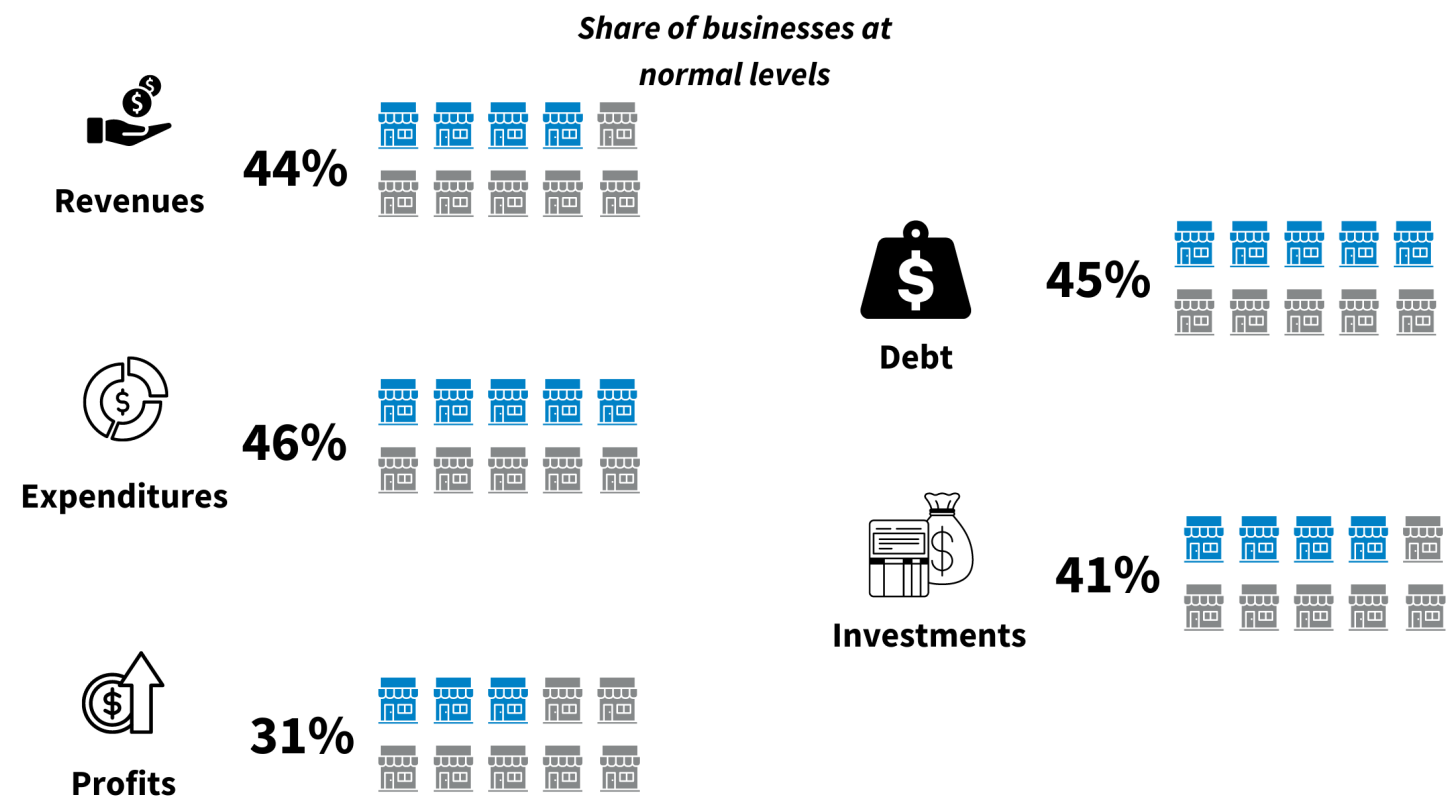 Share of businesses at
normal levels
44%
Revenues
46%
Expenditures
31%
Profits
45%
Debt
41%
Investments